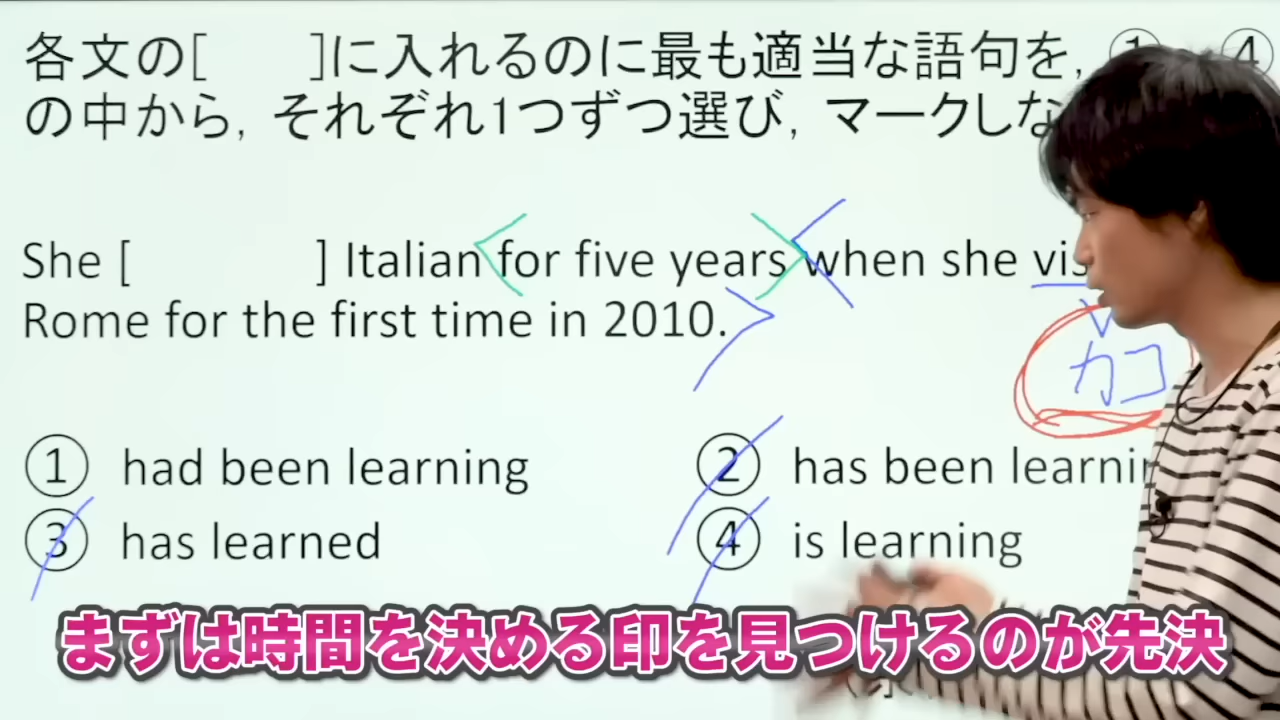 各文の[ ]に入れるのに最も適当な語句を, ① ④
の中から, それぞれ1つずつ選び, マークしな
She [ ] Italian for five years when she vis
Rome for the first time in 2010.
カコ
① had been learning ② has been learnin
③ has learned ④ is learning
まずは時間を決める印を見つけるのが先決